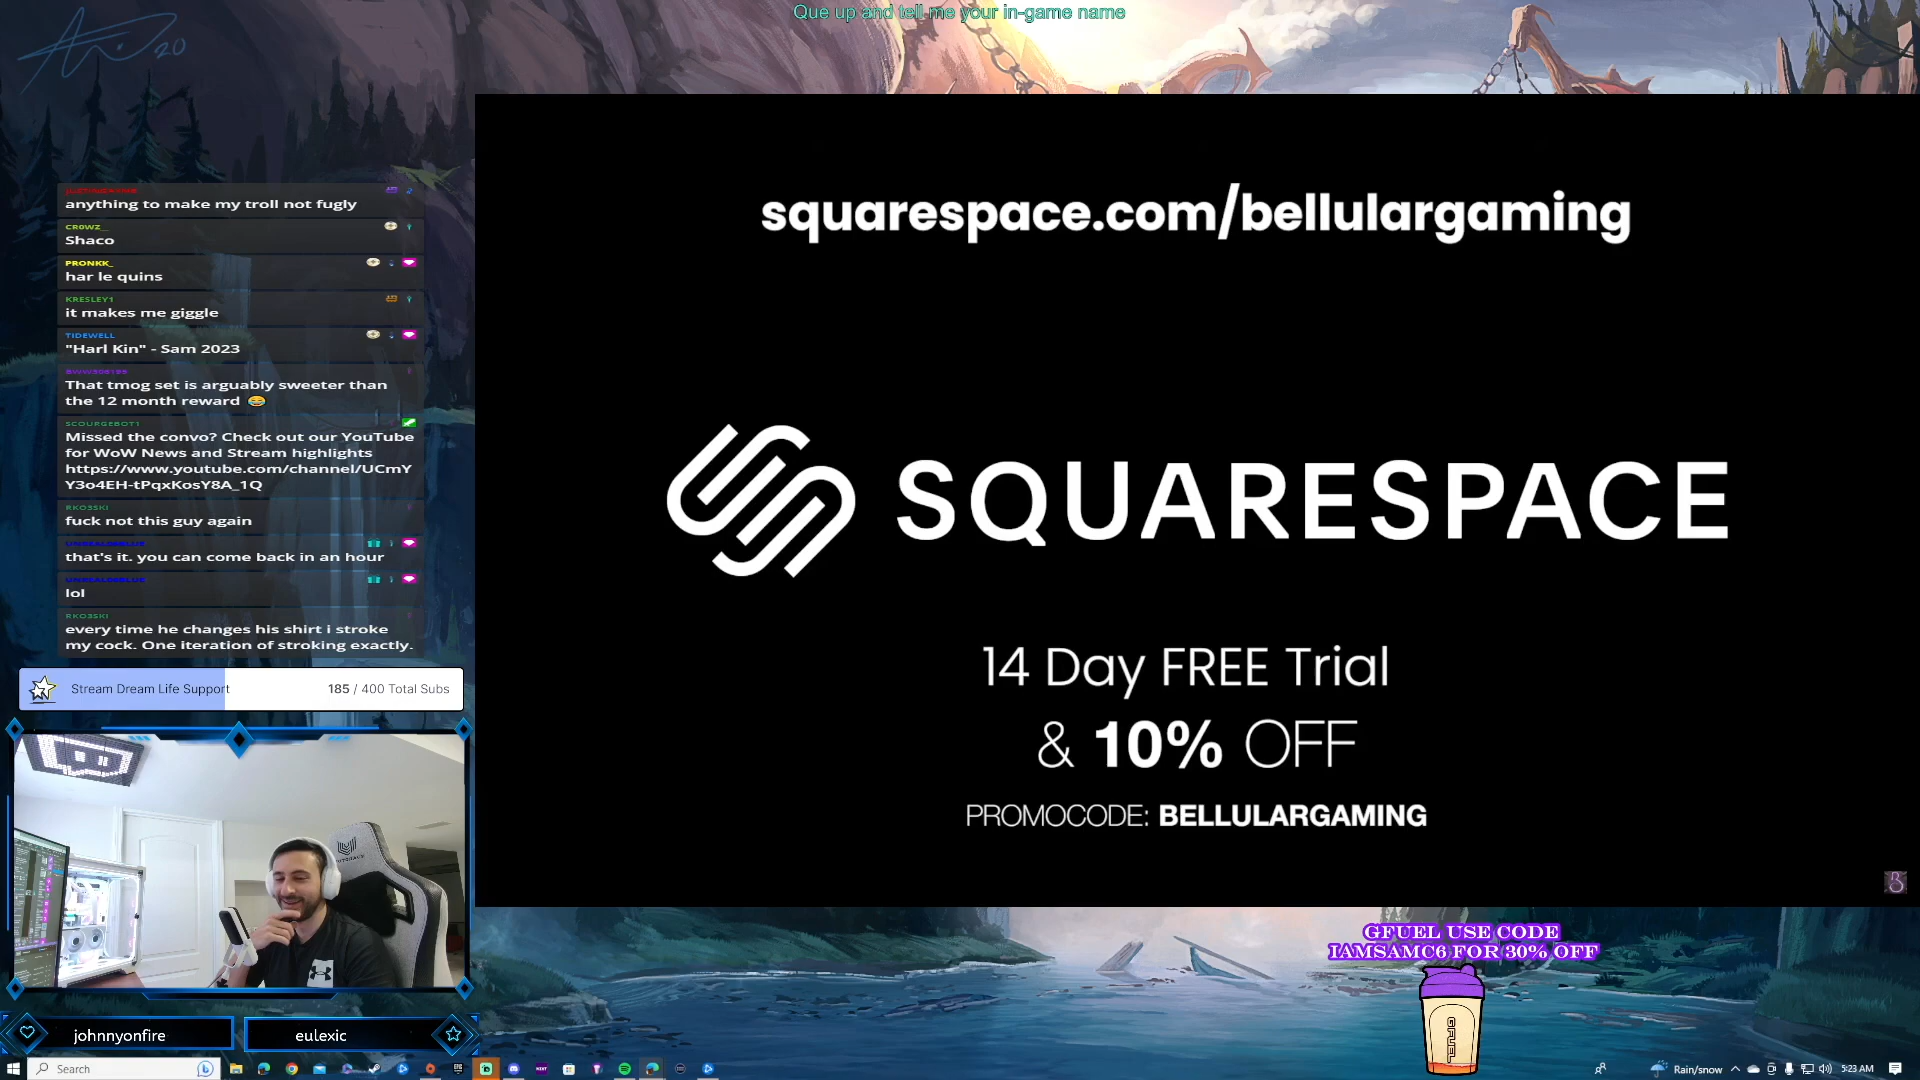 Que up and tell me your in-game name
20
anything to make my troll not fugly
CR0WZ__
Shaco
PRONKK_
har le quins
KRESLEY1
it makes me giggle
TIDEWELL
"Harl Kin" - Sam 2023
That tmog set is arguably sweeter than
the 12 month reward 😂
SCOURGEBOT1
Missed the convo? Check out our YouTube
for WoW News and Stream highlights
https://www.youtube.com/channel/UCmY
Y3o4EH-tPqxKosY8A_1Q
RKO3SKI
fuck not this guy again
that's it. you can come back in an hour
lol
RKO3SKI
every time he changes his shirt i stroke
my cock. One iteration of stroking exactly.
Stream Dream Life Support
185 / 400 Total Subs
johnnyonfire
eulexic
squarespace.com/bellulargaming
SQUARESPACE
14 Day FREE Trial
& 10% OFF
PROMOCODE: BELLULARGAMING
GFUEL USE CODE
IAMSAMC6 FOR 30% OFF
GFUEL
Search
Rain/snow
5:23 AM